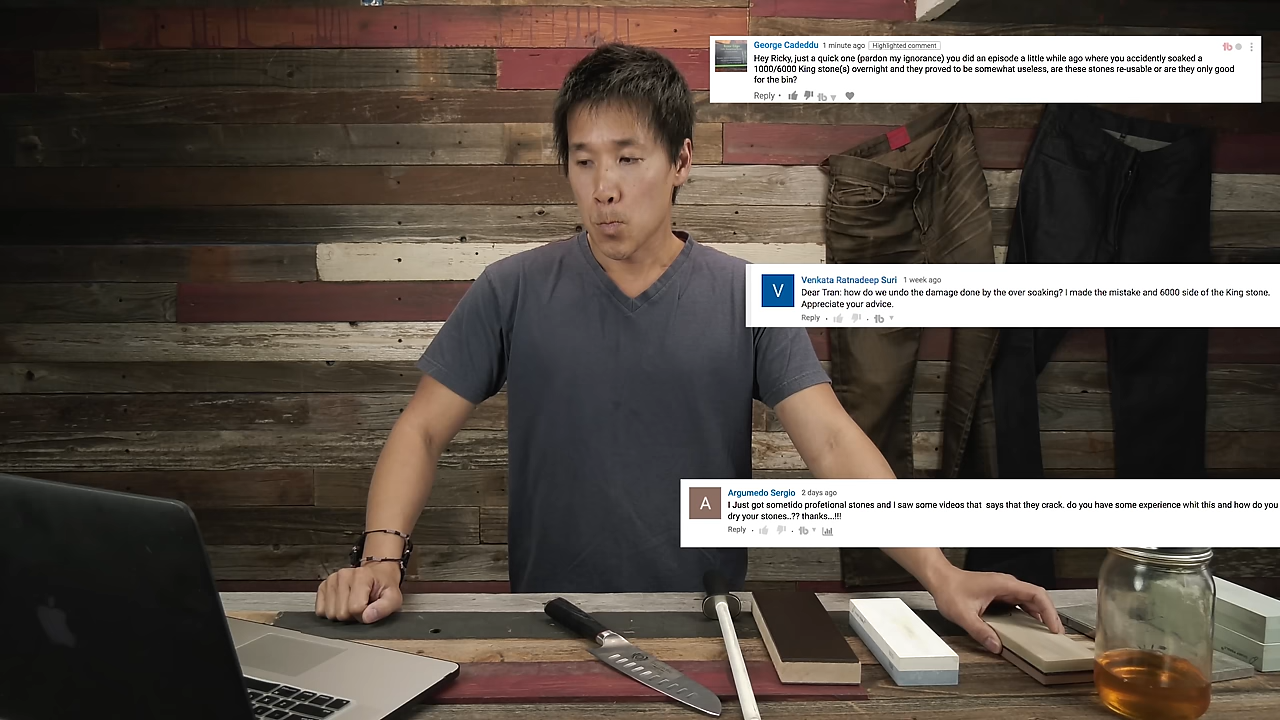 George Cadeddu 1 minute ago Highlighted comment
Hey Ricky, just a quick one (pardon my ignorance) you did an episode a little while ago where you accidently soaked a
1000/6000 King stone(s) overnight and they proved to be somewhat useless, are these stones re-usable or are they only good
for the bin?
Reply
V
Venkata Ratnadeep Suri 1 week ago
Dear Tran: how do we undo the damage done by the over soaking? I made the mistake and 6000 side of the King stone.
Appreciate your advice.
Reply
A
Argumedo Sergio 2 days ago
I Just got sometido profetional stones and I saw some videos that says that they crack. do you have some experience whit this and how do you
dry your stones..?? thanks...!!!
Reply